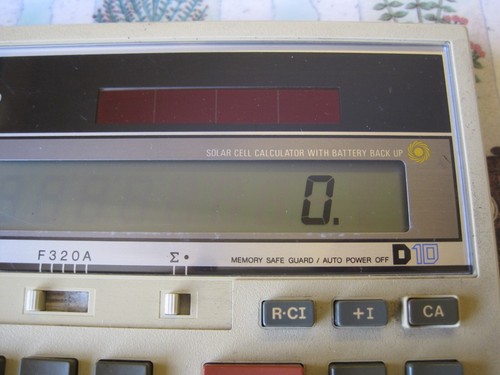 SOLAR CELL CALCULATOR WITH BATTERY BACK UP
0.
F320A Σ•
MEMORY SAFE GUARD / AUTO POWER OFF D10
R·CI +I CA